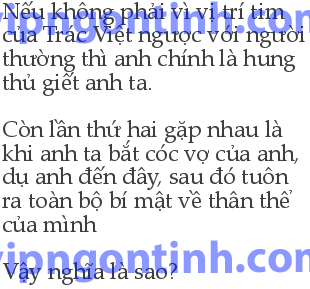 Nếu không phải vì vị trí tim
của Trác Việt ngược với người
thường thì anh chính là hung
thủ giết anh ta.
Còn lần thứ hai gặp nhau là
khi anh ta bắt cóc vợ của anh,
dụ anh đến đây, sau đó tuôn
ra toàn bộ bí mật về thân thể
của mình
vipngontinh.com
Vậy nghĩa là sao?